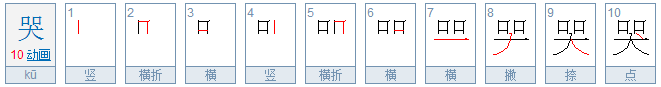 哭 1 2 3 4 5 6 7 8 9 10
10 动画
kū 竖 横折 横 竖 横折 横 横 撇 捺 点